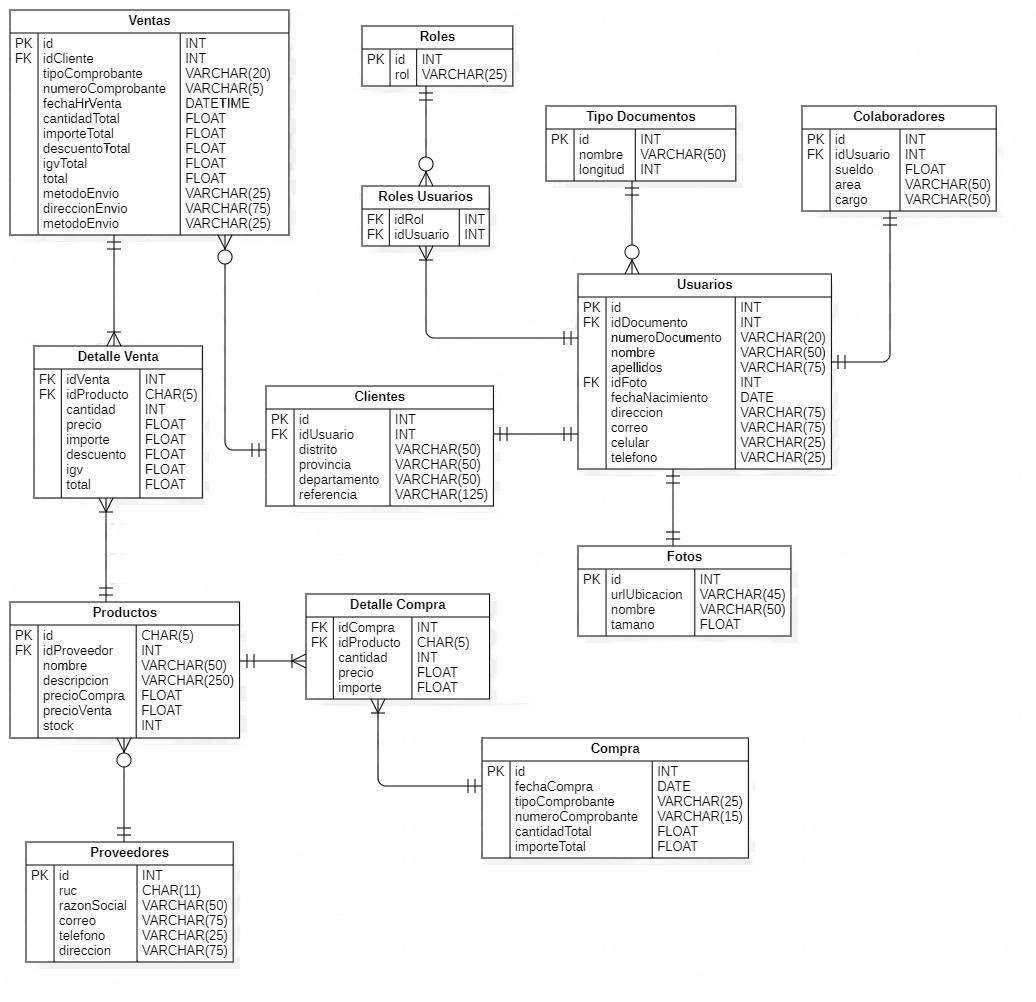 Ventas
PK id INT
FK idCliente INT
tipoComprobante VARCHAR(20)
numeroComprobante VARCHAR(5)
fechaHrVenta DATETIME
cantidadTotal FLOAT
importeTotal FLOAT
descuentoTotal FLOAT
igvTotal FLOAT
total FLOAT
metodoEnvio VARCHAR(25)
direccionEnvio VARCHAR(75)
metodoEnvio VARCHAR(25)
Roles
PK id INT
rol VARCHAR(25)
Tipo Documentos
PK id INT
nombre VARCHAR(50)
longitud INT
Colaboradores
PK id INT
FK idUsuario INT
sueldo FLOAT
area VARCHAR(50)
cargo VARCHAR(50)
Roles Usuarios
FK idRol INT
FK idUsuario INT
Usuarios
PK id INT
FK idDocumento INT
numeroDocumento VARCHAR(20)
nombre VARCHAR(50)
apellidos VARCHAR(75)
FK idFoto INT
fechaNacimiento DATE
direccion VARCHAR(75)
correo VARCHAR(75)
celular VARCHAR(25)
telefono VARCHAR(25)
Detalle Venta
FK idVenta INT
FK idProducto CHAR(5)
cantidad INT
precio FLOAT
importe FLOAT
descuento FLOAT
igv FLOAT
total FLOAT
Clientes
PK id INT
FK idUsuario INT
distrito VARCHAR(50)
provincia VARCHAR(50)
departamento VARCHAR(50)
referencia VARCHAR(125)
Fotos
PK id INT
urlUbicacion VARCHAR(45)
nombre VARCHAR(50)
tamano FLOAT
Productos
PK id CHAR(5)
FK idProveedor INT
nombre VARCHAR(50)
descripcion VARCHAR(250)
precioCompra FLOAT
precioVenta FLOAT
stock INT
Detalle Compra
FK idCompra INT
FK idProducto CHAR(5)
cantidad INT
precio FLOAT
importe FLOAT
Compra
PK id INT
fechaCompra DATE
tipoComprobante VARCHAR(25)
numeroComprobante VARCHAR(15)
cantidadTotal FLOAT
importeTotal FLOAT
Proveedores
PK id INT
ruc CHAR(11)
razonSocial VARCHAR(50)
correo VARCHAR(75)
telefono VARCHAR(25)
direccion VARCHAR(75)